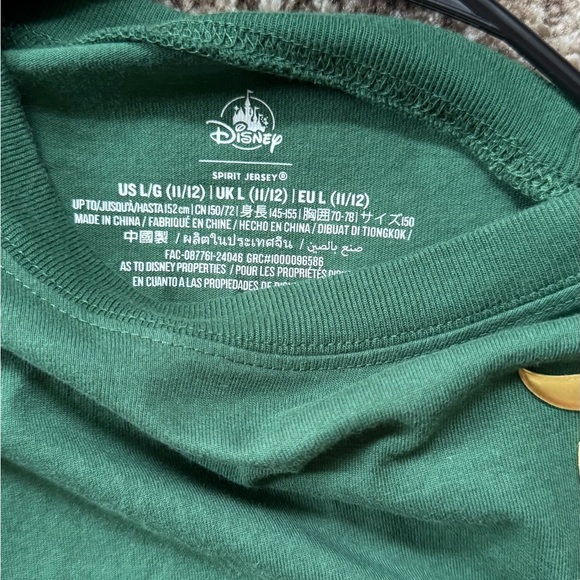 Disney
SPIRIT JERSEY®
US L/G (11/12) | UK L (11/12) | EU L (11/12)
UP TO/JUSQU'À/HASTA 152cm | CN 150/72 | 身長 145-155 | 胸囲 70-78 | サイズ 150
MADE IN CHINA / FABRIQUÉ EN CHINE / HECHO EN CHINA / DIBUAT DI TIONGKOK /
中國製 / ผลิตในประเทศจีน / صنع بالصين
FAC-087761-24046 GRC#1000096586
AS TO DISNEY PROPERTIES / POUR LES PROPRIÉTÉS
EN CUANTO A LAS PROPIEDADES DE